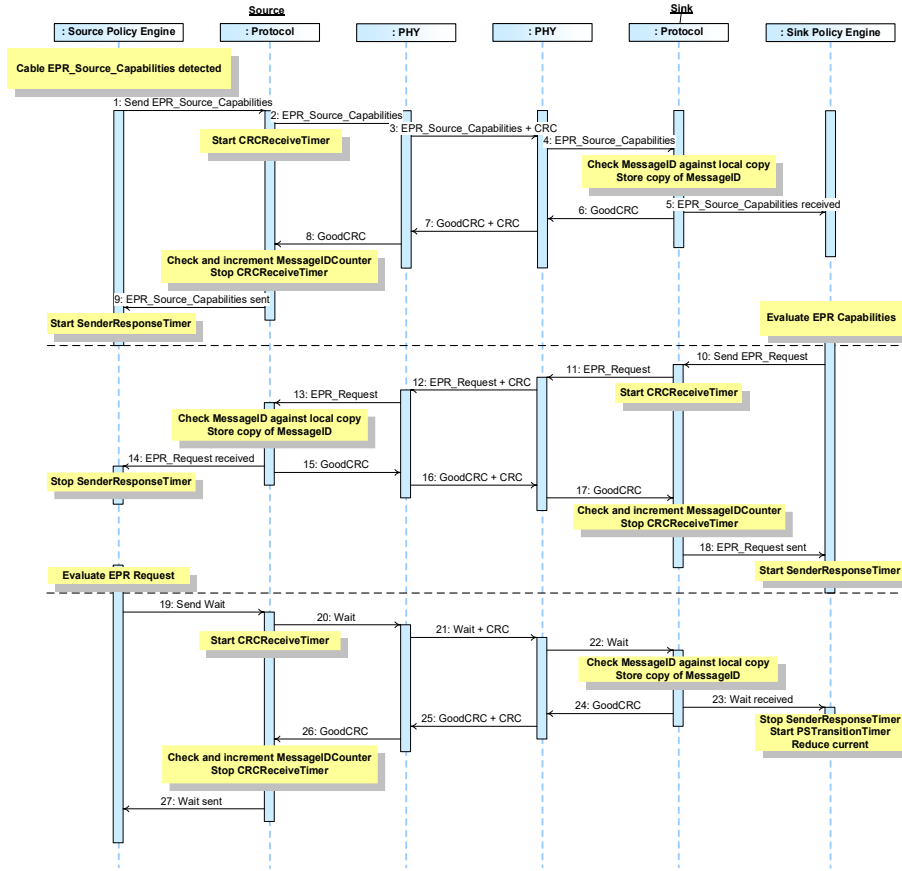 Source
Sink
: Source Policy Engine
: Protocol
: PHY
: PHY
: Protocol
: Sink Policy Engine
Cable EPR_Source_Capabilities detected
1: Send EPR_Source_Capabilities
2: EPR_Source_Capabilities
3: EPR_Source_Capabilities + CRC
Start CRCReceiveTimer
4: EPR_Source_Capabilities
Check MessageID against local copy
Store copy of MessageID
5: EPR_Source_Capabilities received
6: GoodCRC
7: GoodCRC + CRC
8: GoodCRC
Check and increment MessageIDCounter
Stop CRCReceiveTimer
9: EPR_Source_Capabilities sent
Start SenderResponseTimer
Evaluate EPR Capabilities
10: Send EPR_Request
11: EPR_Request
12: EPR_Request + CRC
Start CRCReceiveTimer
13: EPR_Request
Check MessageID against local copy
Store copy of MessageID
14: EPR_Request received
15: GoodCRC
Stop SenderResponseTimer
16: GoodCRC + CRC
17: GoodCRC
Check and increment MessageIDCounter
Stop CRCReceiveTimer
18: EPR_Request sent
Start SenderResponseTimer
Evaluate EPR Request
19: Send Wait
20: Wait
Start CRCReceiveTimer
21: Wait + CRC
22: Wait
Check MessageID against local copy
Store copy of MessageID
23: Wait received
24: GoodCRC
25: GoodCRC + CRC
26: GoodCRC
Stop SenderResponseTimer
Start PSTransitionTimer
Reduce current
Check and increment MessageIDCounter
Stop CRCReceiveTimer
27: Wait sent